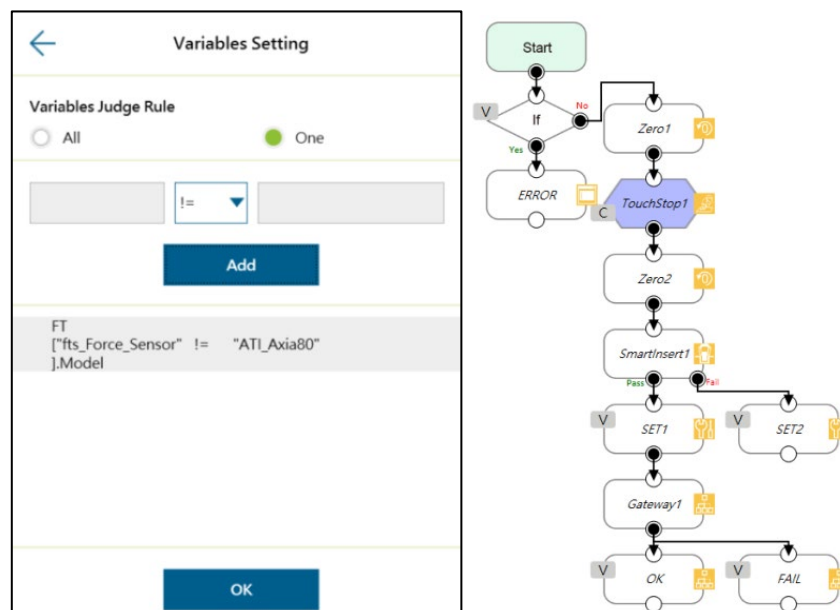 Variables Setting
Variables Judge Rule
All
One
!=
Add
FT
["fts_Force_Sensor" != "ATI_Axia80"
].Model
OK
Start
V
If
No
Yes
Zero1
ERROR
C
TouchStop1
Zero2
SmartInsert1
Pass
Fail
V
SET1
V
SET2
Gateway1
V
OK
V
FAIL